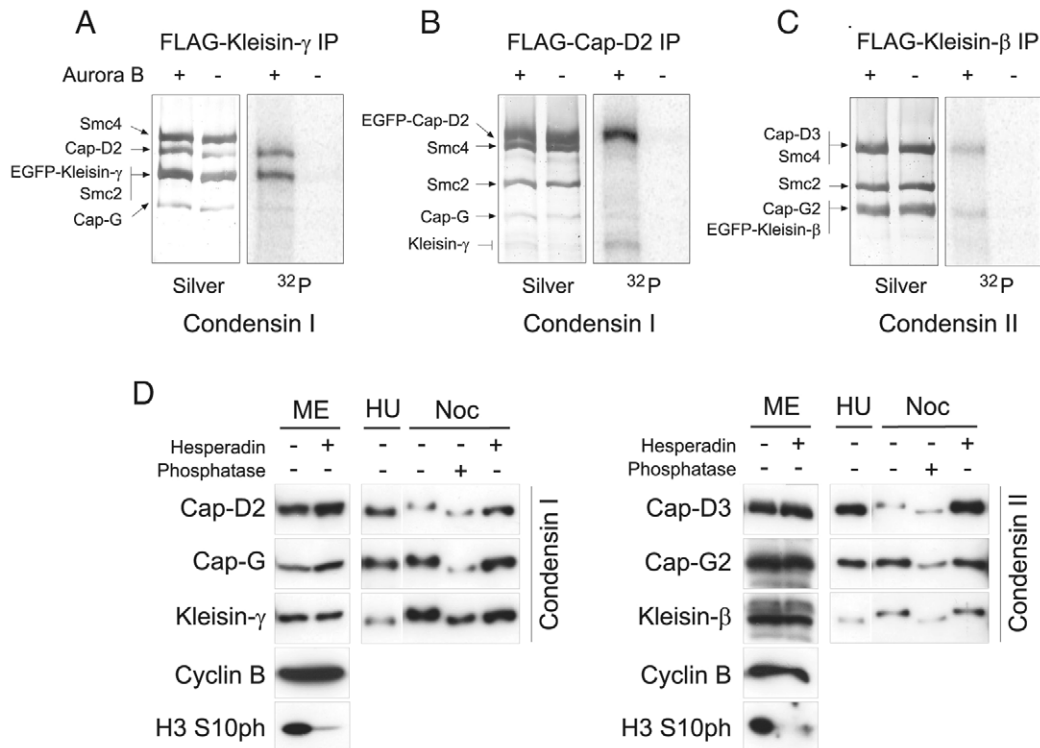 A
FLAG-Kleisin-γ IP
Aurora B + - + -
Smc4
Cap-D2
EGFP-Kleisin-γ
Smc2
Cap-G
Silver ³²P
Condensin I
B
FLAG-Cap-D2 IP
+ - + -
EGFP-Cap-D2
Smc4
Smc2
Cap-G
Kleisin-γ
Silver ³²P
Condensin I
C
FLAG-Kleisin-β IP
+ - + -
Cap-D3
Smc4
Smc2
Cap-G2
EGFP-Kleisin-β
Silver ³²P
Condensin II
D
ME HU Noc
Hesperadin - + - - - +
Phosphatase - - - - + -
Cap-D2
Cap-G
Kleisin-γ
Cyclin B
H3 S10ph
Condensin I
ME HU Noc
Hesperadin - + - - - +
Phosphatase - - - - + -
Cap-D3
Cap-G2
Kleisin-β
Cyclin B
H3 S10ph
Condensin II